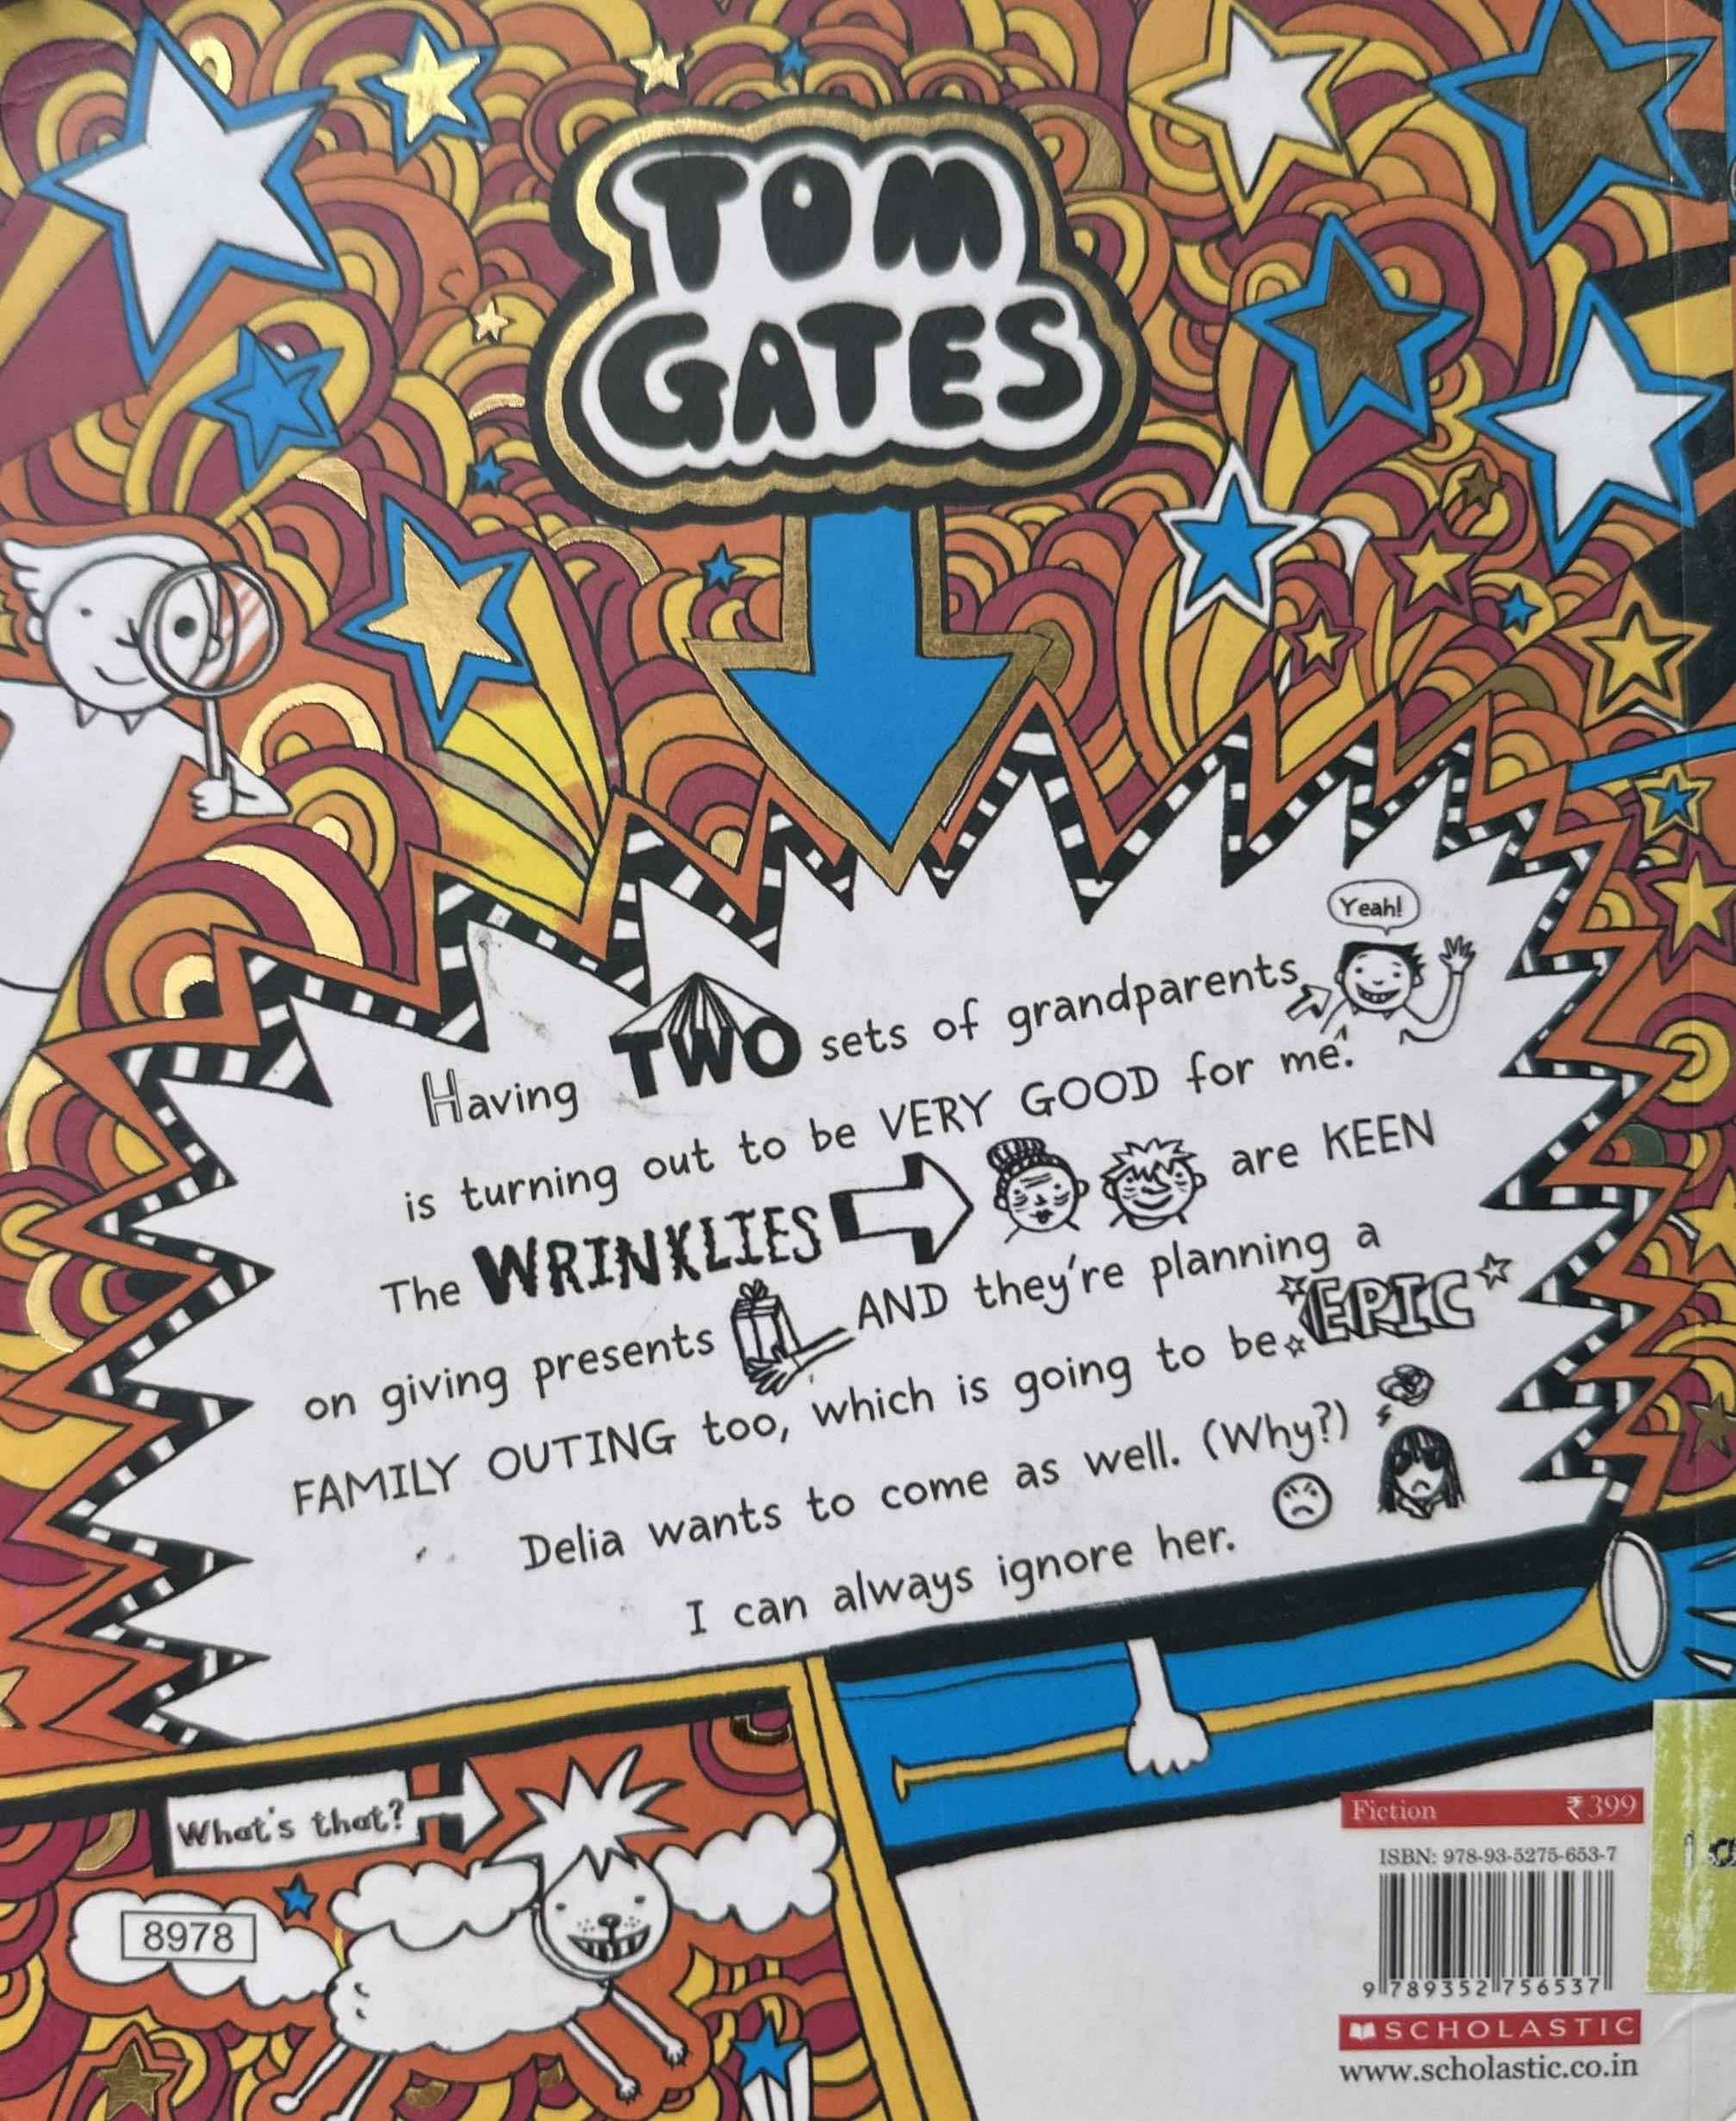 TOM
GATES
Yeah!
Having TWO sets of grandparents
is turning out to be VERY GOOD for me.
The WRINKLIES are KEEN
on giving presents AND they're planning a
FAMILY OUTING too, which is going to be EPIC
Delia wants to come as well. (Why?)
I can always ignore her.
What's that?
8978
Fiction ₹399
ISBN: 978-93-5275-653-7
9 789352 756537
SCHOLASTIC
www.scholastic.co.in